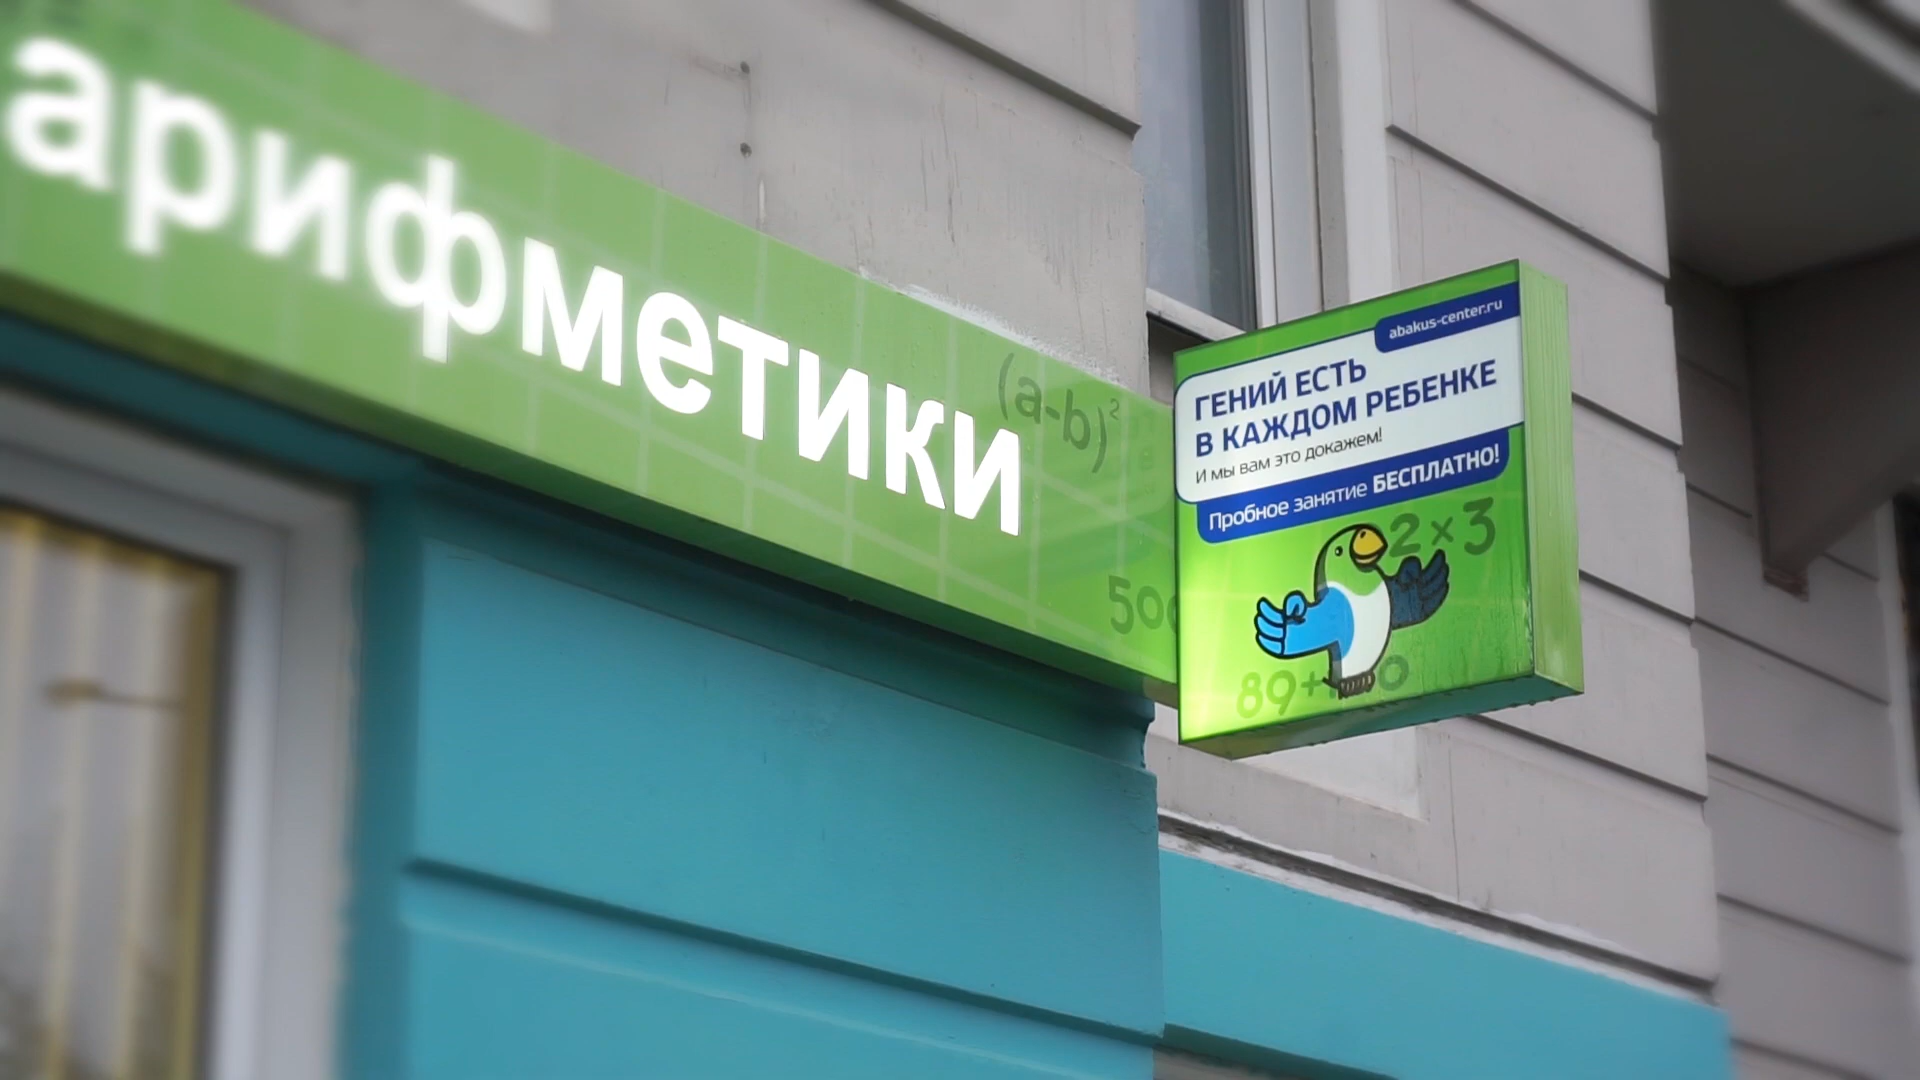 арифметики
(a-b)²
500
abakus-center.ru
ГЕНИЙ ЕСТЬ
В КАЖДОМ РЕБЕНКЕ
И мы вам это докажем!
Пробное занятие БЕСПЛАТНО!
2×3
89+